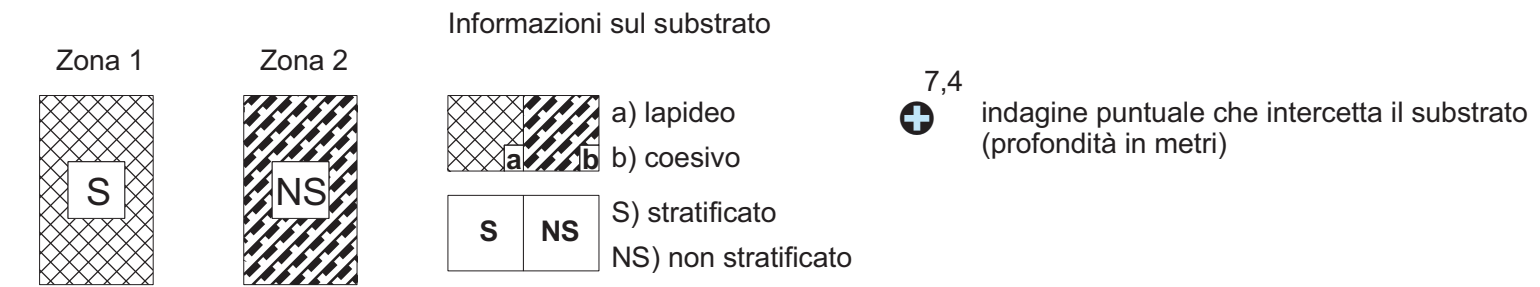 Informazioni sul substrato
Zona 1
Zona 2
S
NS
a
b
a) lapideo
b) coesivo
S
NS
S) stratificato
NS) non stratificato
7,4
indagine puntuale che intercetta il substrato
(profondità in metri)